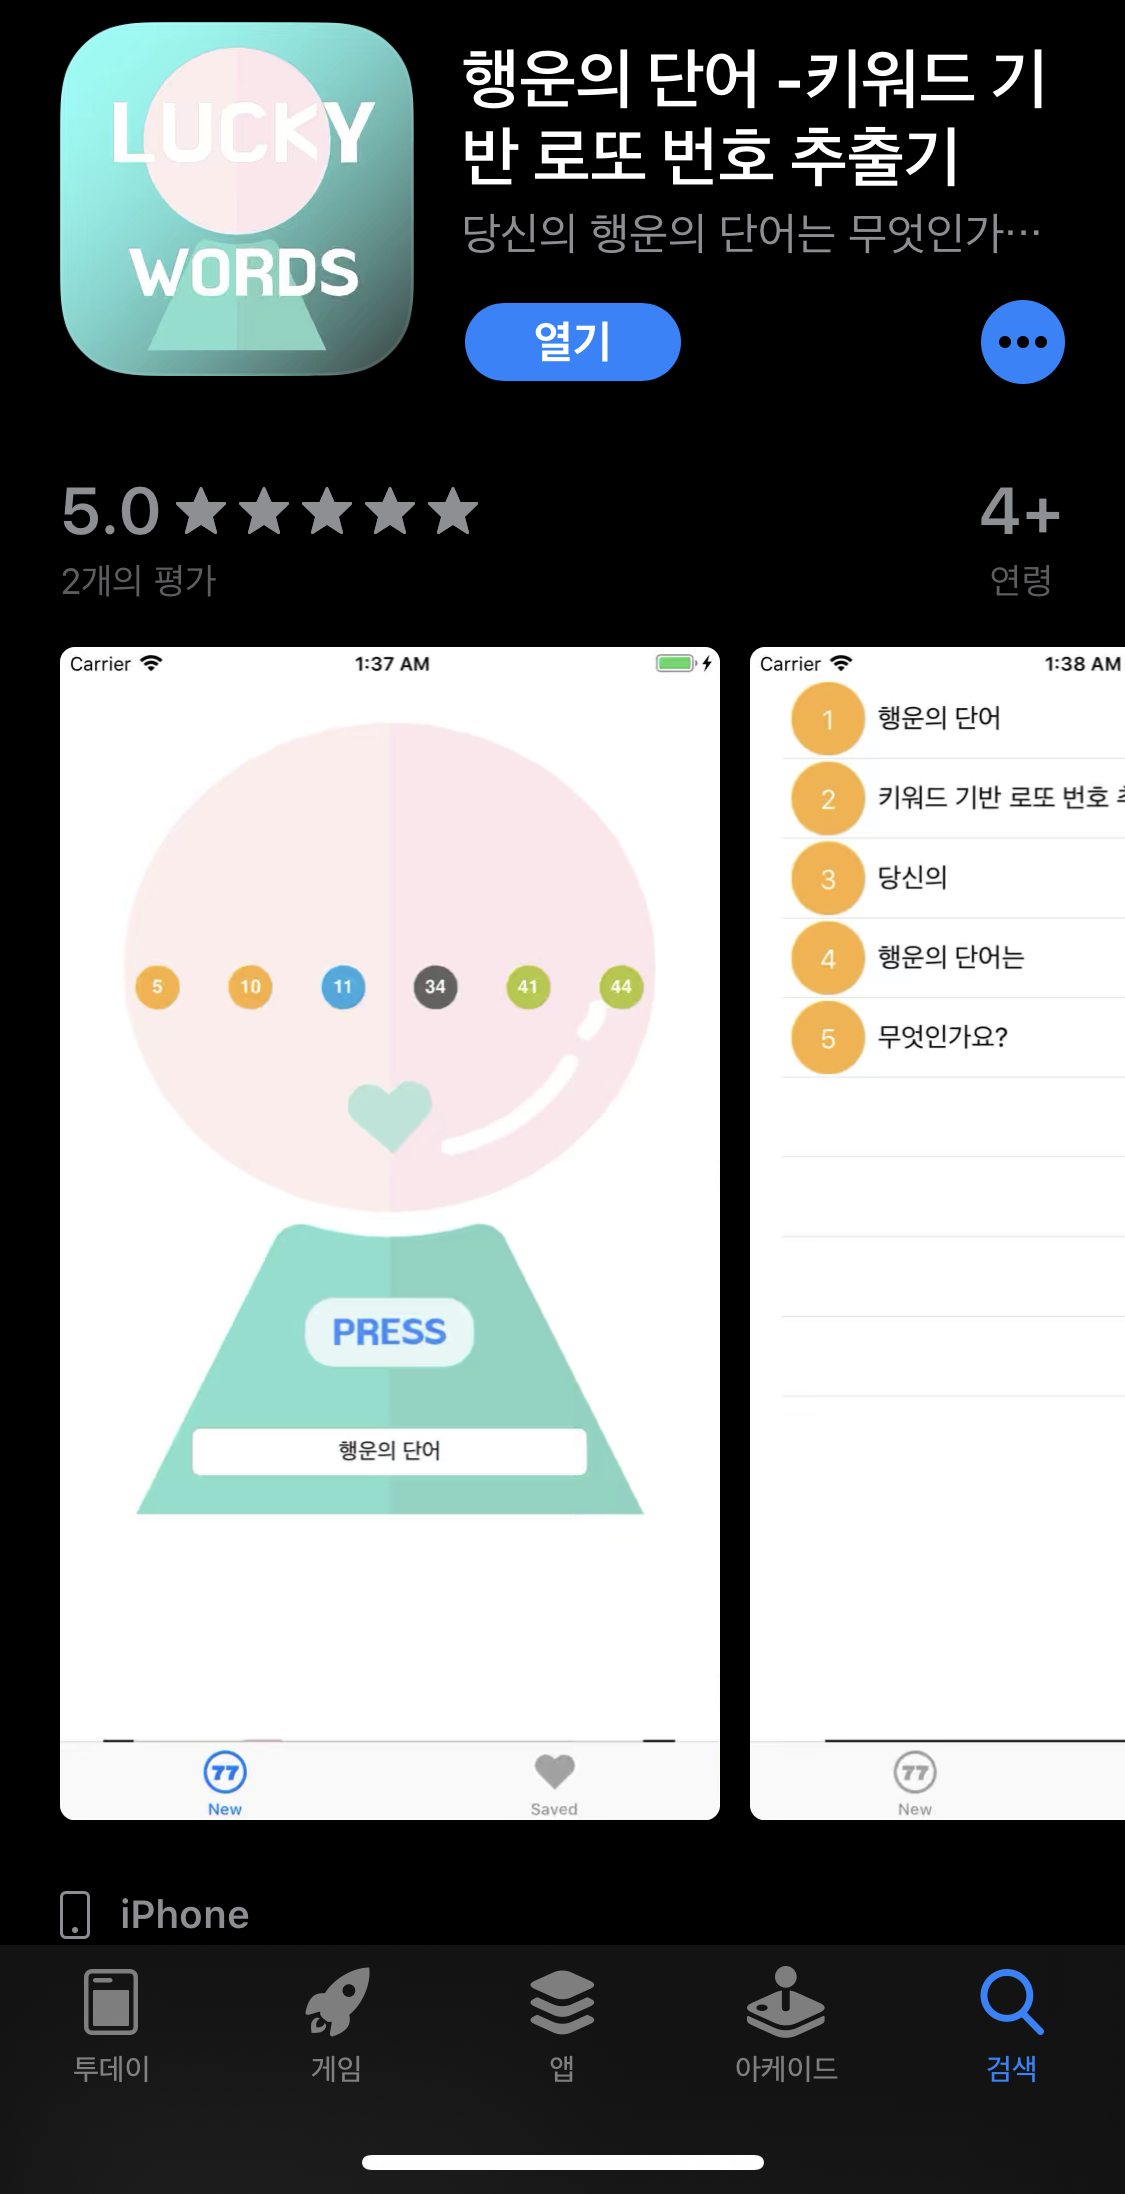 LUCKY
WORDS
행운의 단어 -키워드 기
반 로또 번호 추출기
당신의 행운의 단어는 무엇인가…
열기
5.0
4+
2개의 평가
연령
Carrier
1:37 AM
5 10 11 34 41 44
PRESS
행운의 단어
77
New
Saved
Carrier
1:38 AM
1 행운의 단어
2 키워드 기반 로또 번호
3 당신의
4 행운의 단어는
5 무엇인가요?
77
New
iPhone
투데이
게임
앱
아케이드
검색